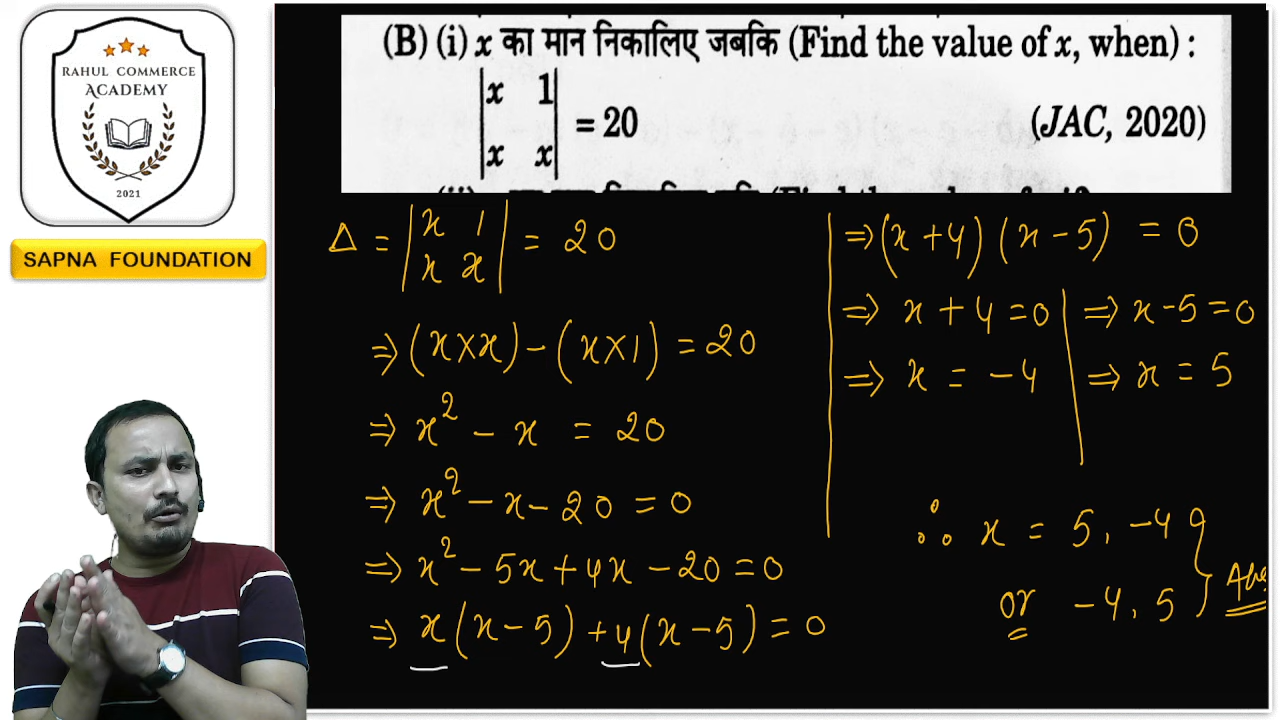 RAHUL COMMERCE
ACADEMY
2021
SAPNA FOUNDATION
(B) (i) x का मान निकालिए जबकि (Find the value of x, when) :
|x 1|
= 20 (JAC, 2020)
|x x|
Δ = |x 1| = 20
|x x|
⇒ (x×x) - (x×1) = 20
⇒ x² - x = 20
⇒ x² - x - 20 = 0
⇒ x² - 5x + 4x - 20 = 0
⇒ x(x-5) + 4(x-5) = 0
⇒ (x+4) (x-5) = 0
⇒ x + 4 = 0 | ⇒ x-5 = 0
⇒ x = -4 | ⇒ x = 5
∴ x = 5, -4
or -4, 5